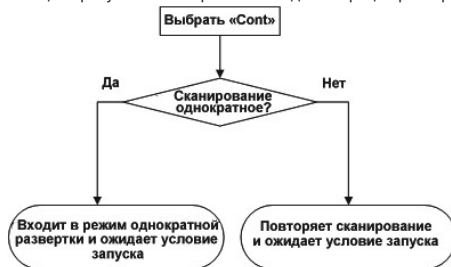 Выбрать «Cont»
Да
Нет
Сканирование
однократное?
Входит в режим однократной
развертки и ожидает условие
запуска
Повторяет сканирование
и ожидает условие запуска